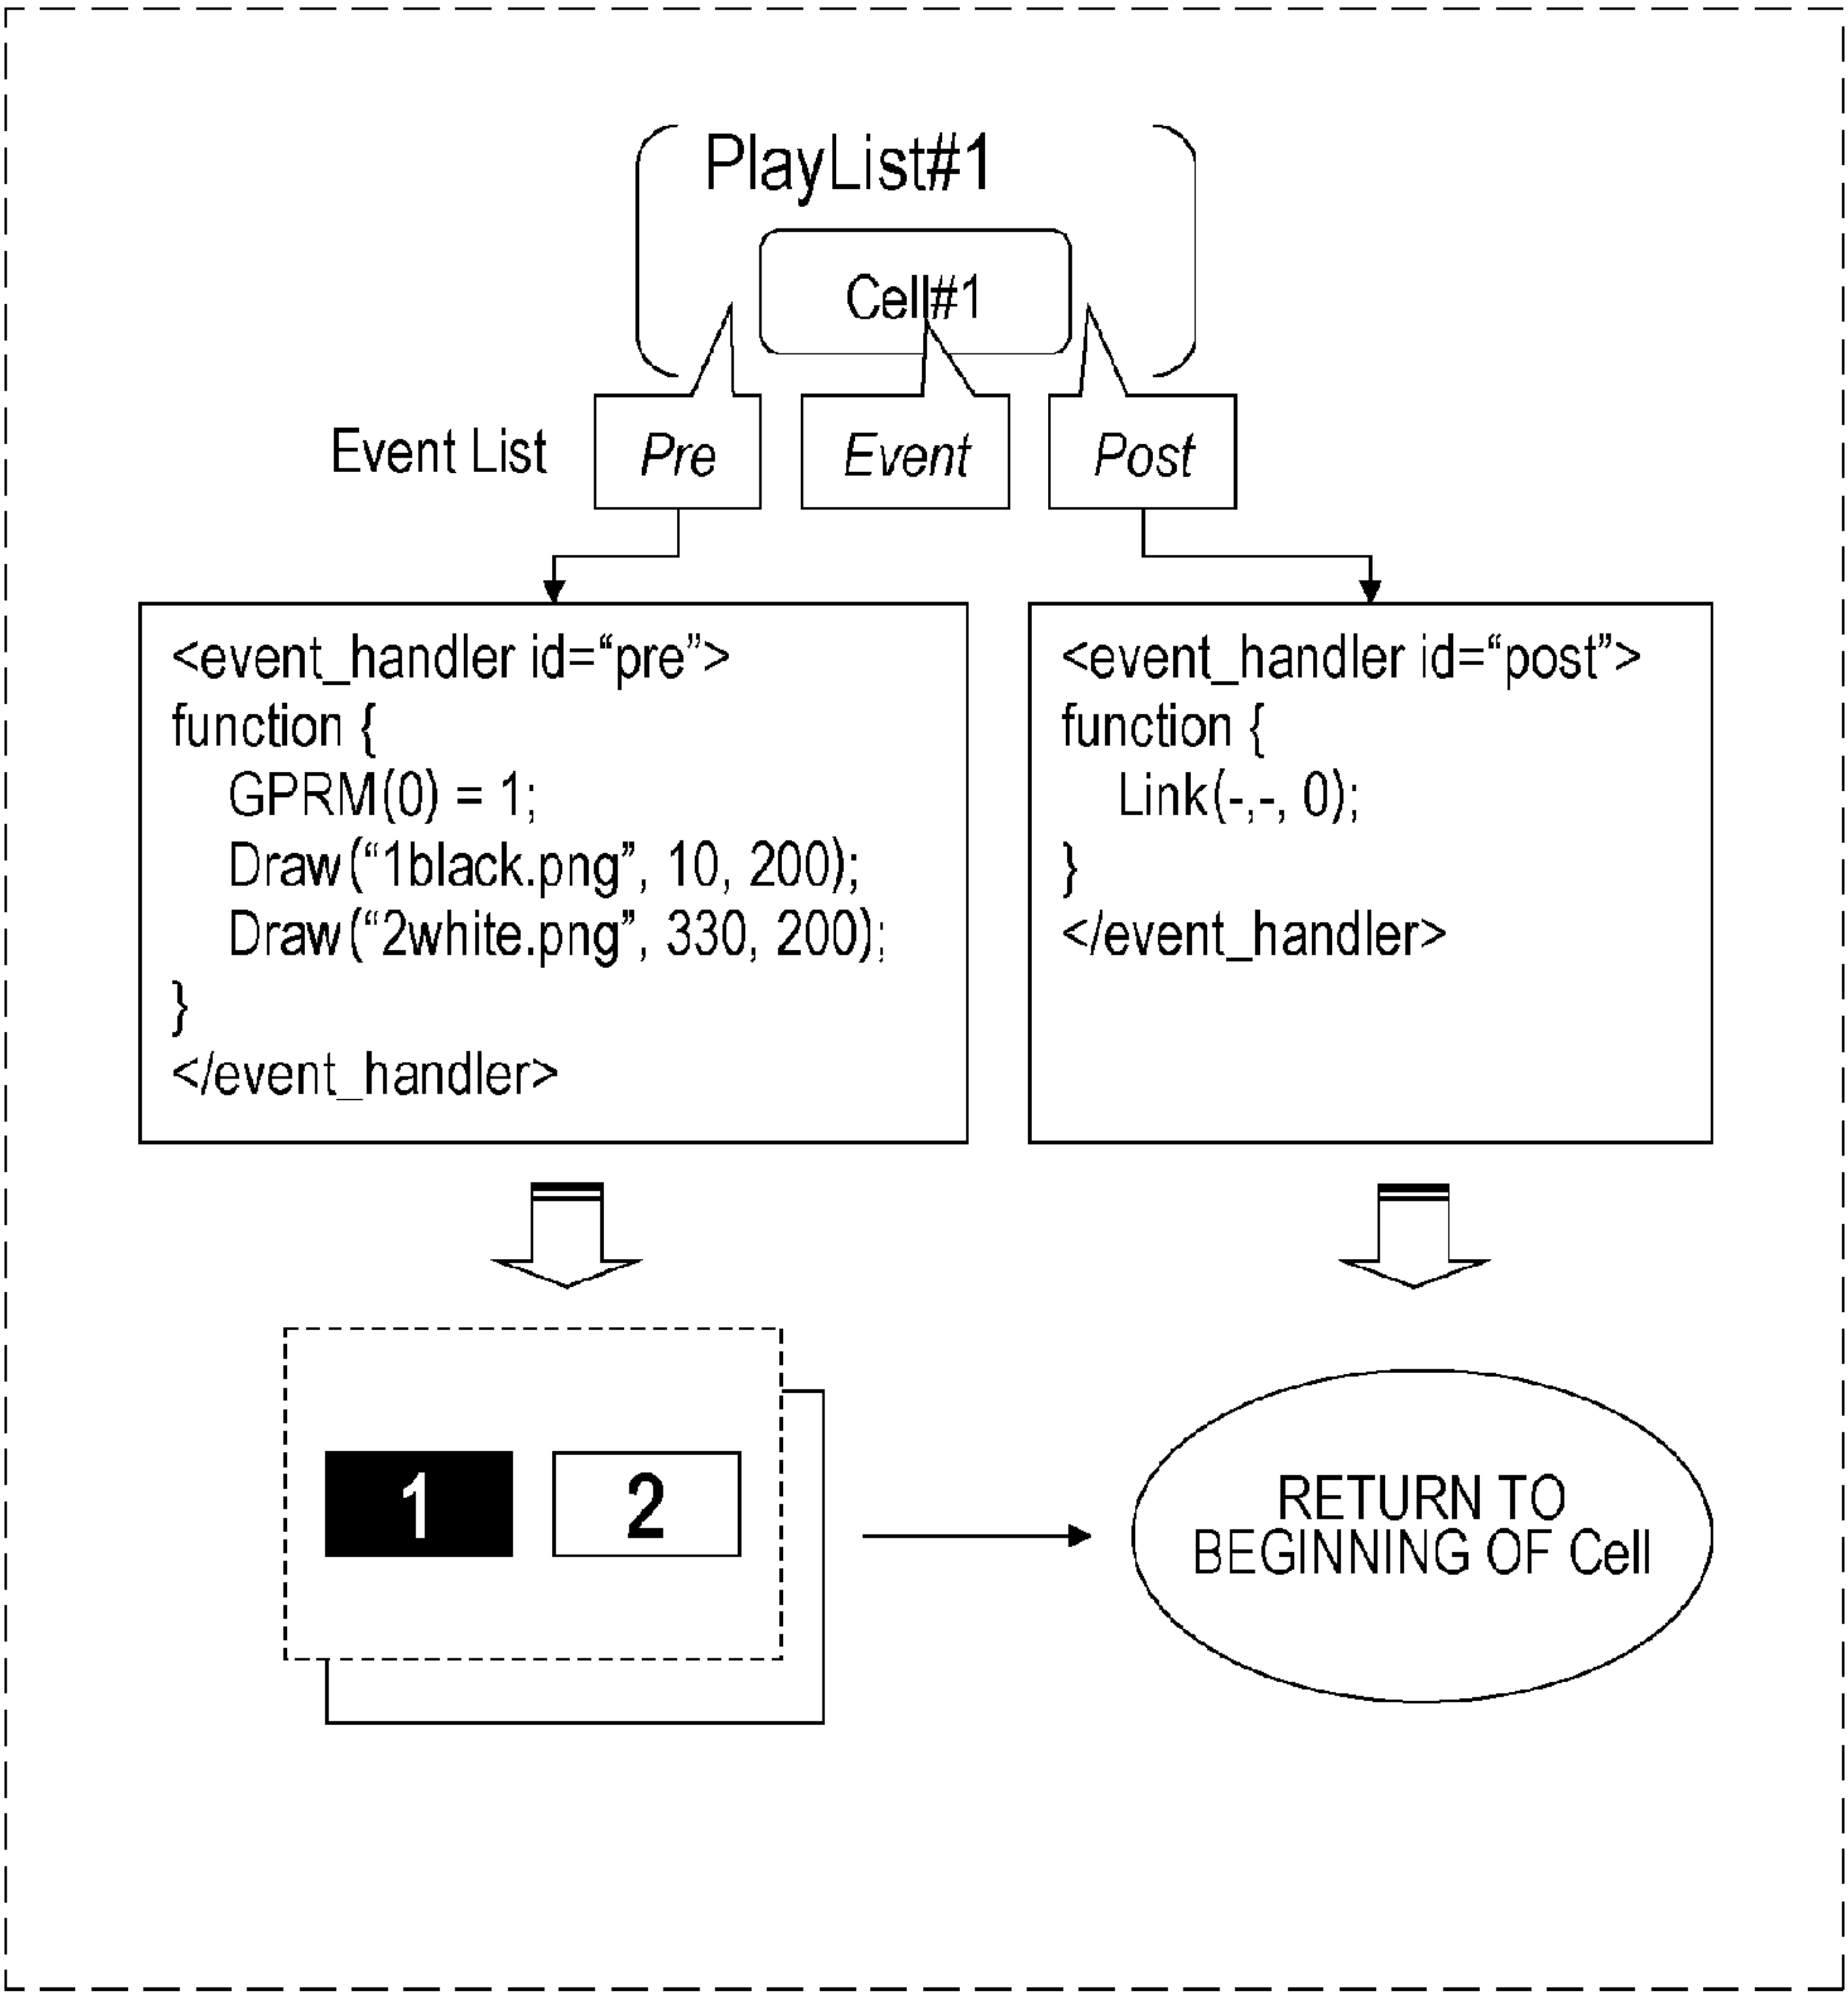 PlayList#1
Cell#1
Event List
Pre
Event
Post
<event_handler id=“pre”>
function {
GPRM(0) = 1;
Draw(“1black.png”, 10, 200);
Draw(“2white.png”, 330, 200);
}
</event_handler>
<event_handler id=“post”>
function {
Link(-,-, 0);
}
</event_handler>
1
2
RETURN TO
BEGINNING OF Cell